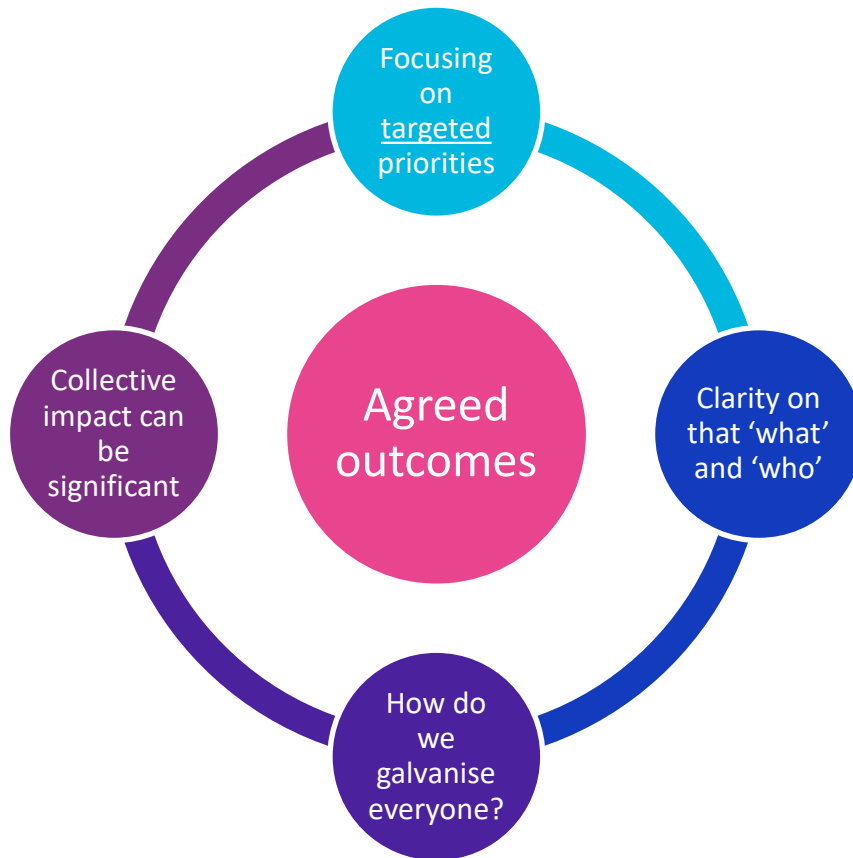 Focusing
on
targeted
priorities
Collective
impact can
be
significant
Agreed
outcomes
Clarity on
that ‘what’
and ‘who’
How do
we
galvanise
everyone?